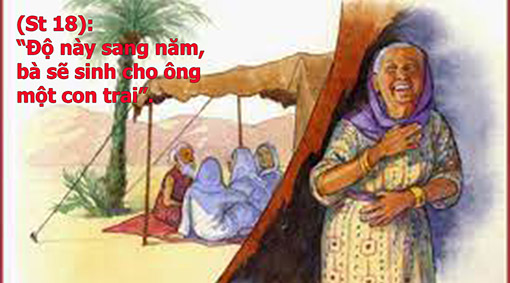 (St 18):
“Độ này sang năm,
bà sẽ sinh cho ông
một con trai”.